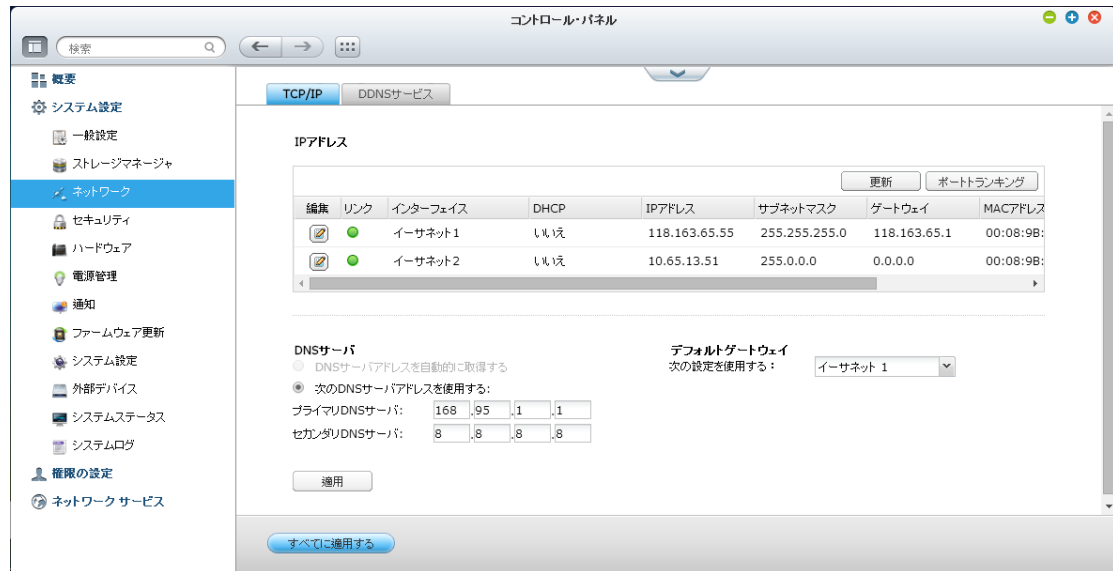 コントロール・パネル
検索
概要
システム設定
一般設定
ストレージマネージャ
ネットワーク
セキュリティ
ハードウェア
電源管理
通知
ファームウェア更新
システム設定
外部デバイス
システムステータス
システムログ
権限の設定
ネットワーク サービス
TCP/IP DDNSサービス
IPアドレス
更新 ポートトランキング
編集 リンク インターフェイス DHCP IPアドレス サブネットマスク ゲートウェイ MACアドレス
イーサネット1 いいえ 118.163.65.55 255.255.255.0 118.163.65.1 00:08:9B:
イーサネット2 いいえ 10.65.13.51 255.0.0.0 0.0.0.0 00:08:9B:
DNSサーバ
DNSサーバアドレスを自動的に取得する
次のDNSサーバアドレスを使用する:
プライマリDNSサーバ: 168 .95 .1 .1
セカンダリDNSサーバ: 8 .8 .8 .8
デフォルトゲートウェイ
次の設定を使用する： イーサネット 1
適用
すべてに適用する